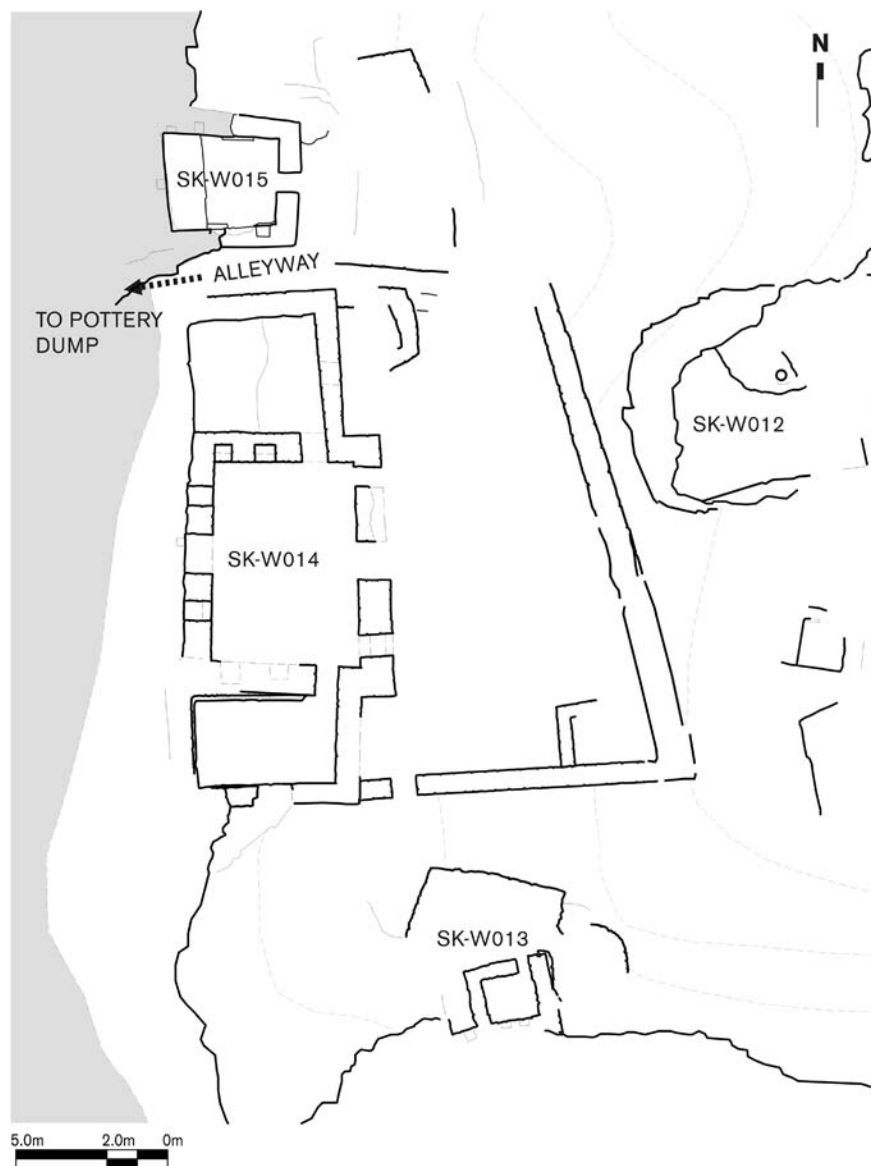 N
SK-W015
ALLEYWAY
TO POTTERY
DUMP
SK-W012
SK-W014
SK-W013
5.0m 2.0m 0m